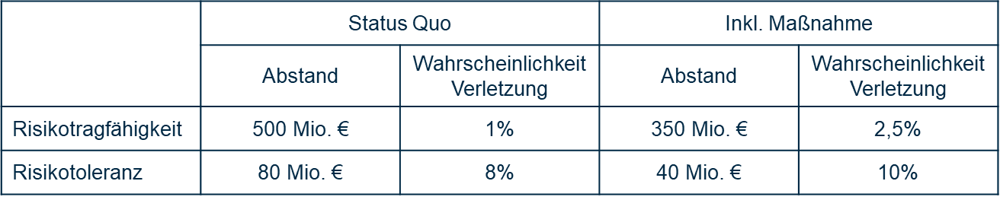 Status Quo
Inkl. Maßnahme
Abstand
Wahrscheinlichkeit
Verletzung
Abstand
Wahrscheinlichkeit
Verletzung
Risikotragfähigkeit 500 Mio. € 1% 350 Mio. € 2,5%
Risikotoleranz 80 Mio. € 8% 40 Mio. € 10%